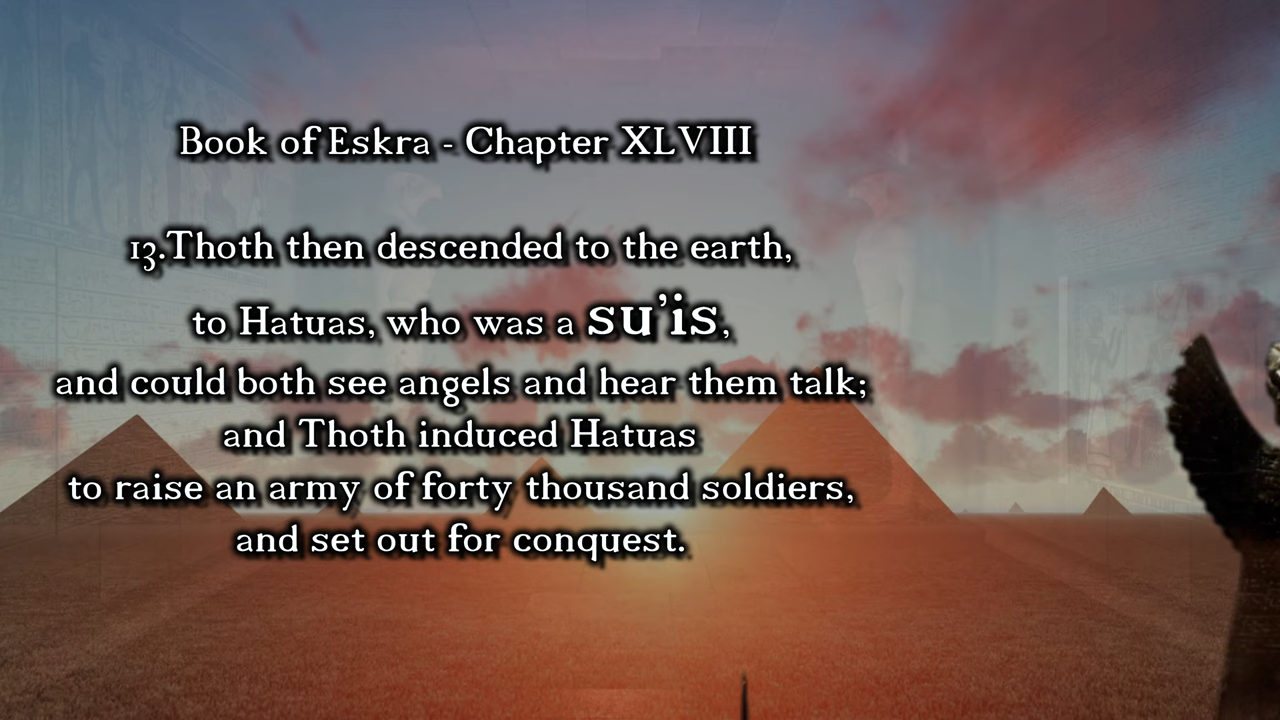 Book of Eskra - Chapter XLVIII
13.Thoth then descended to the earth,
to Hatuas, who was a su'is,
and could both see angels and hear them talk;
and Thoth induced Hatuas
to raise an army of forty thousand soldiers,
and set out for conquest.